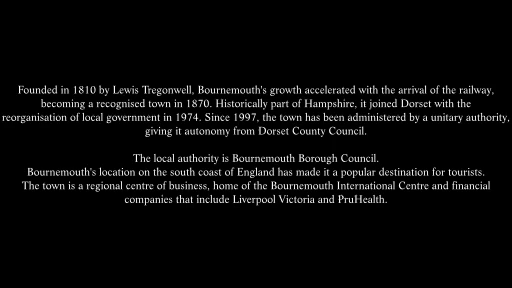 Founded in 1810 by Lewis Tregonwell, Bournemouth's growth accelerated with the arrival of the railway,
becoming a recognised town in 1870. Historically part of Hampshire, it joined Dorset with the
reorganisation of local government in 1974. Since 1997, the town has been administered by a unitary authority,
giving it autonomy from Dorset County Council.
The local authority is Bournemouth Borough Council.
Bournemouth's location on the south coast of England has made it a popular destination for tourists.
The town is a regional centre of business, home of the Bournemouth International Centre and financial
companies that include Liverpool Victoria and PruHealth.